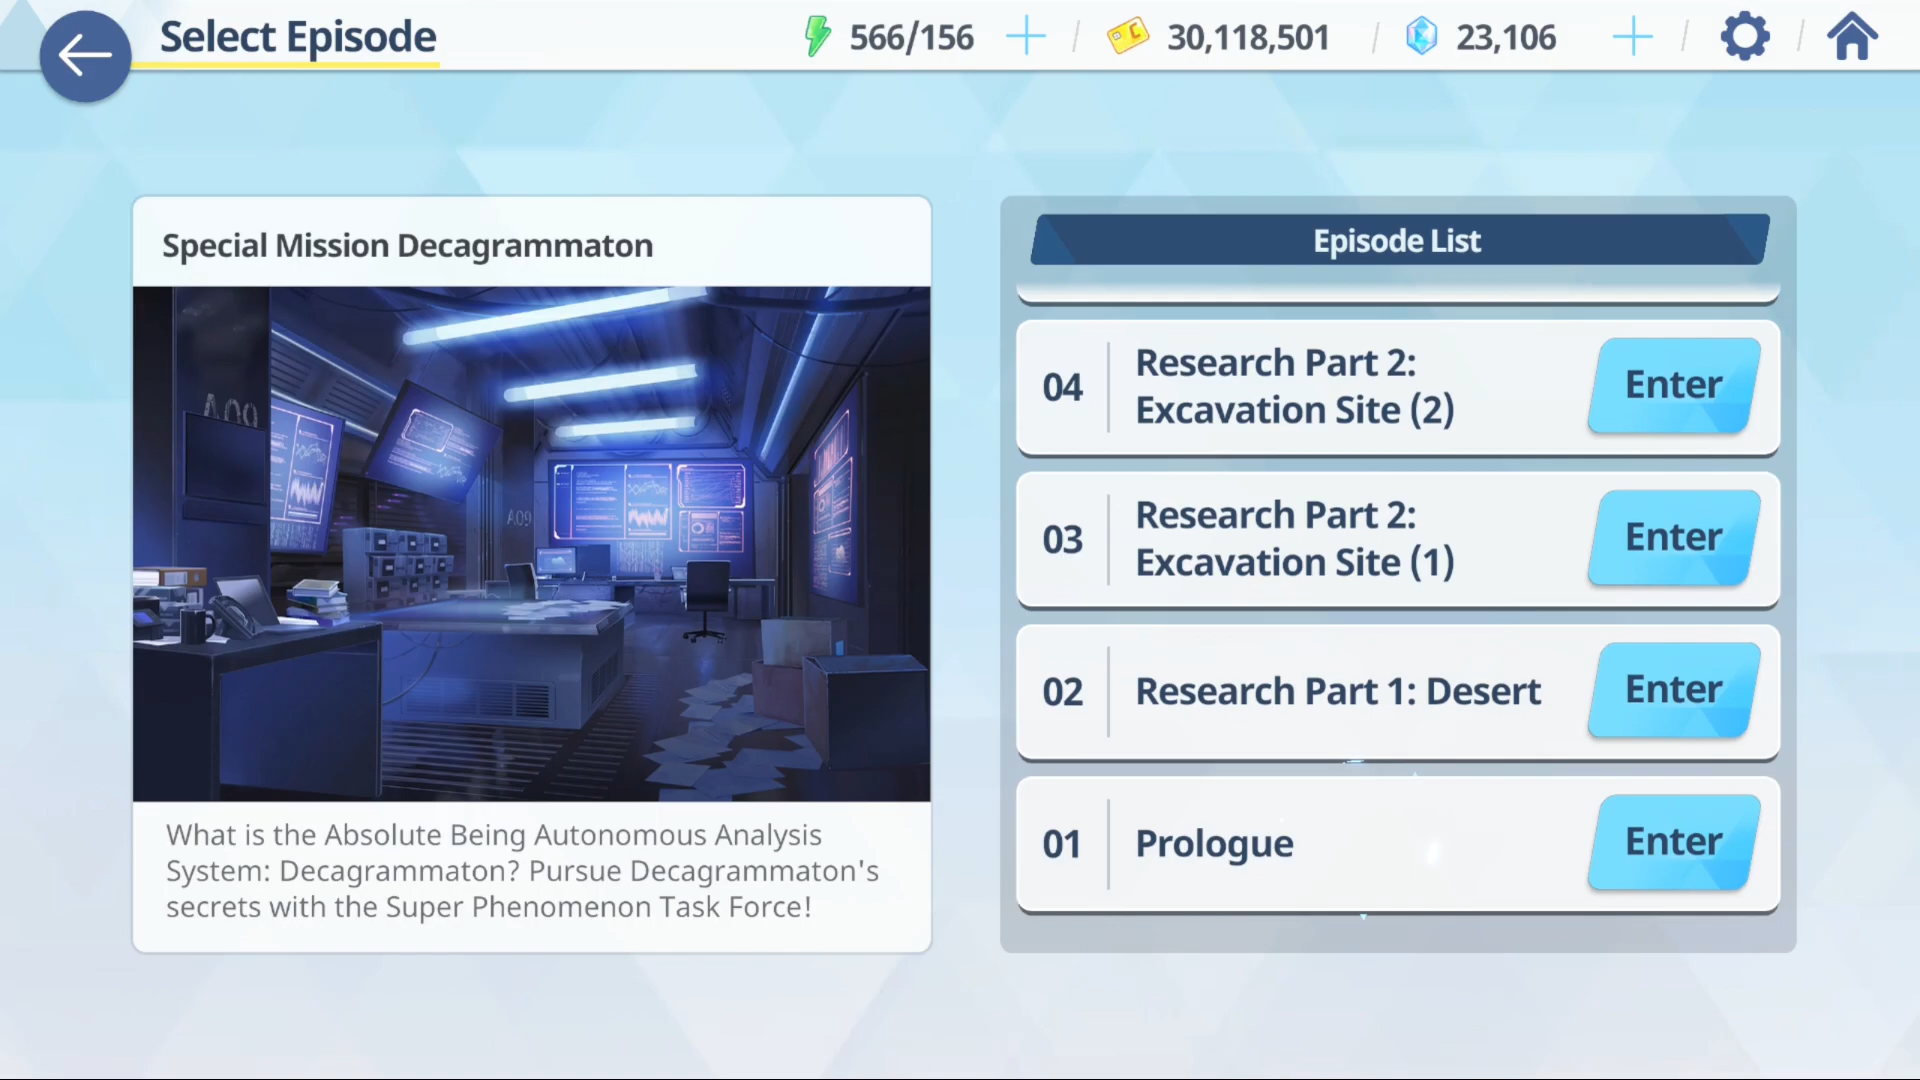 Select Episode
566/156
30,118,501
23,106
Special Mission Decagrammaton
A09
A09
What is the Absolute Being Autonomous Analysis
System: Decagrammaton? Pursue Decagrammaton's
secrets with the Super Phenomenon Task Force!
Episode List
04
Research Part 2:
Excavation Site (2)
Enter
03
Research Part 2:
Excavation Site (1)
Enter
02
Research Part 1: Desert
Enter
01
Prologue
Enter